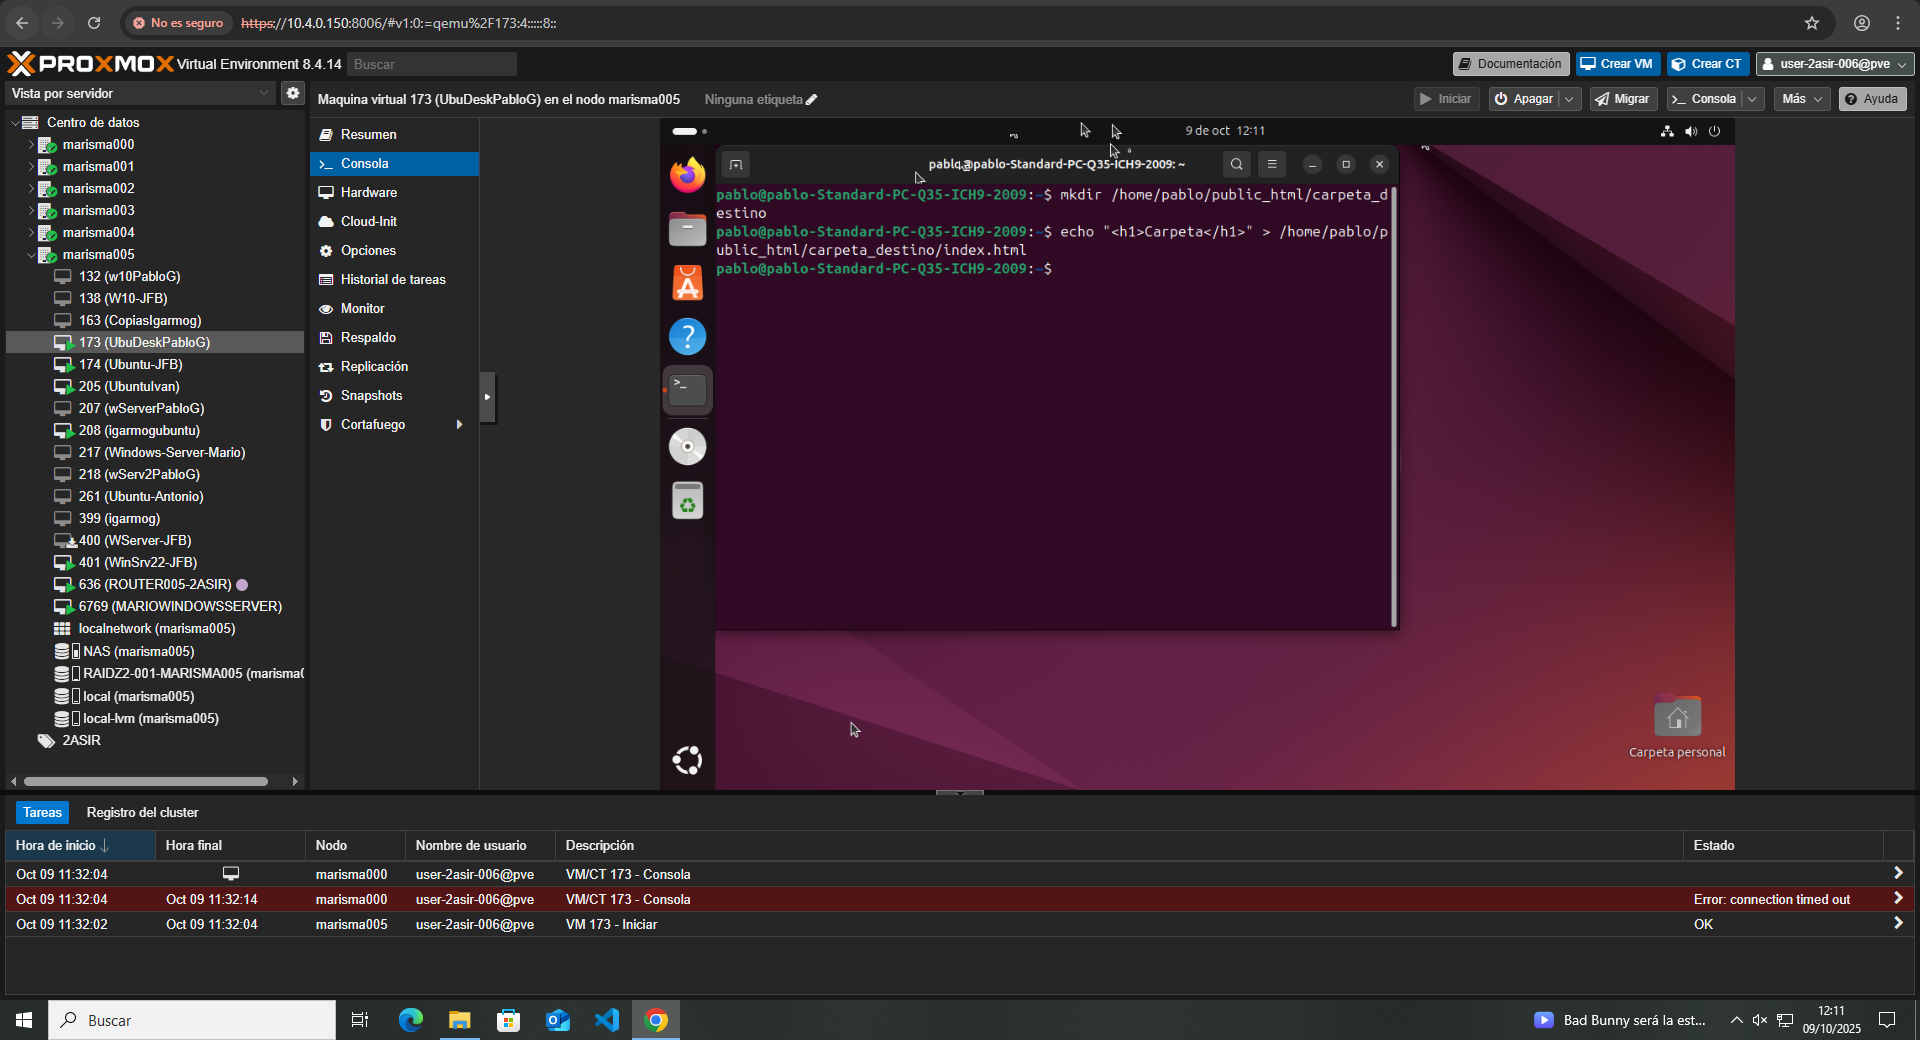 No es seguro
https://10.4.0.150:8006/#v1:0:=qemu%2F173:4:::::8::
PROXMOX Virtual Environment 8.4.14
Buscar
Documentación
Crear VM
Crear CT
user-2asir-006@pve
Vista por servidor
Maquina virtual 173 (UbuDeskPabloG) en el nodo marisma005
Ninguna etiqueta
Iniciar
Apagar
Migrar
Consola
Más
Ayuda
Centro de datos
marisma000
marisma001
marisma002
marisma003
marisma004
marisma005
132 (w10PabloG)
138 (W10-JFB)
163 (CopiasIgarmog)
173 (UbuDeskPabloG)
174 (Ubuntu-JFB)
205 (UbuntuIvan)
207 (wServerPabloG)
208 (igarmogubuntu)
217 (Windows-Server-Mario)
218 (wServ2PabloG)
261 (Ubuntu-Antonio)
399 (igarmog)
400 (WServer-JFB)
401 (WinSrv22-JFB)
636 (ROUTER005-2ASIR)
6769 (MARIOWINDOWSSERVER)
localnetwork (marisma005)
NAS (marisma005)
RAIDZ2-001-MARISMA005 (marisma0
local (marisma005)
local-lvm (marisma005)
2ASIR
Resumen
Consola
Hardware
Cloud-Init
Opciones
Historial de tareas
Monitor
Respaldo
Replicación
Snapshots
Cortafuego
9 de oct 12:11
pablo@pablo-Standard-PC-Q35-ICH9-2009: ~
pablo@pablo-Standard-PC-Q35-ICH9-2009:~$ mkdir /home/pablo/public_html/carpeta_d
estino
pablo@pablo-Standard-PC-Q35-ICH9-2009:~$ echo "<h1>Carpeta</h1>" > /home/pablo/p
ublic_html/carpeta_destino/index.html
pablo@pablo-Standard-PC-Q35-ICH9-2009:~$
Carpeta personal
Tareas
Registro del cluster
Hora de inicio Hora final Nodo Nombre de usuario Descripción Estado
Oct 09 11:32:04 marisma000 user-2asir-006@pve VM/CT 173 - Consola
Oct 09 11:32:04 Oct 09 11:32:14 marisma000 user-2asir-006@pve VM/CT 173 - Consola Error: connection timed out
Oct 09 11:32:02 Oct 09 11:32:04 marisma005 user-2asir-006@pve VM 173 - Iniciar OK
Buscar
Bad Bunny será la est...
12:11
09/10/2025